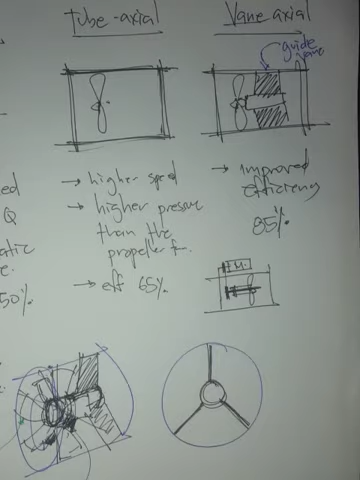 Tube-axial
Vane axial
guide
vane
→ higher speed
→ higher pressure
than the
propeller f.
→ eff 65%.
→ improved
efficiency
85%
M.
ed
Q
atic
e.
50%.